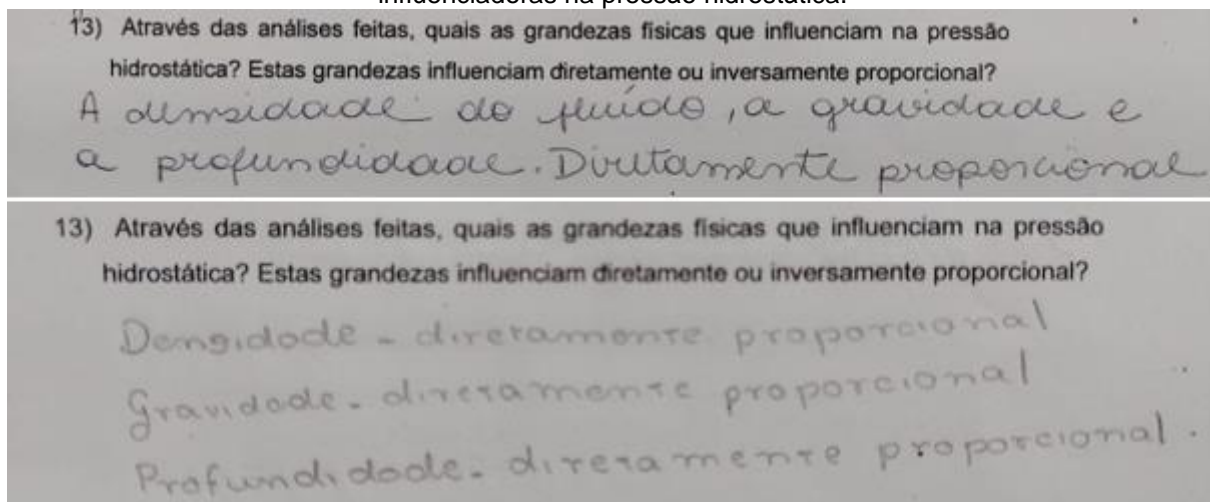 influenciadoras na pressão hidrostática.
13) Através das análises feitas, quais as grandezas físicas que influenciam na pressão
hidrostática? Estas grandezas influenciam diretamente ou inversamente proporcional?
A densidade do fluído, a gravidade e
a profundidade. Diretamente proporcional
13) Através das análises feitas, quais as grandezas físicas que influenciam na pressão
hidrostática? Estas grandezas influenciam diretamente ou inversamente proporcional?
Densidade - diretamente proporcional
Gravidade - diretamente proporcional
Profundidade - diretamente proporcional.